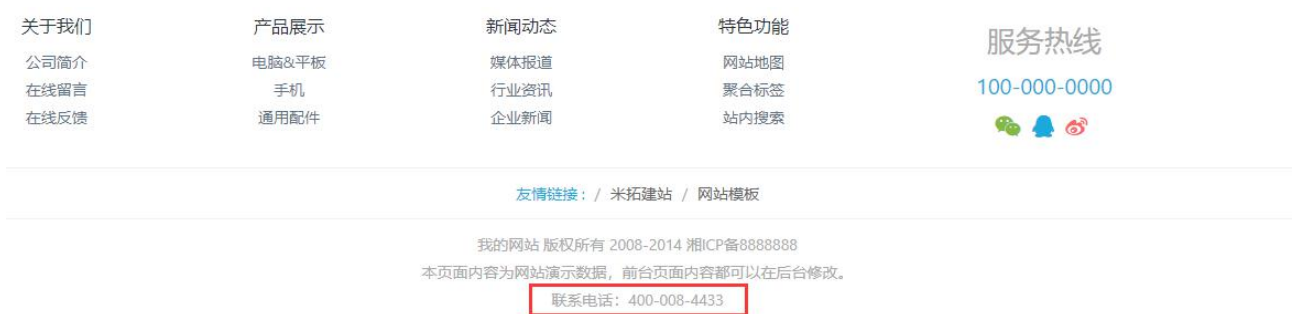 关于我们 产品展示 新闻动态 特色功能 服务热线
公司简介 电脑&平板 媒体报道 网站地图
在线留言 手机 行业资讯 聚合标签 100-000-0000
在线反馈 通用配件 企业新闻 站内搜索
友情链接： / 米拓建站 / 网站模板
我的网站 版权所有 2008-2014 湘ICP备8888888
本页面内容为网站演示数据，前台页面内容都可以在后台修改。
联系电话：400-008-4433